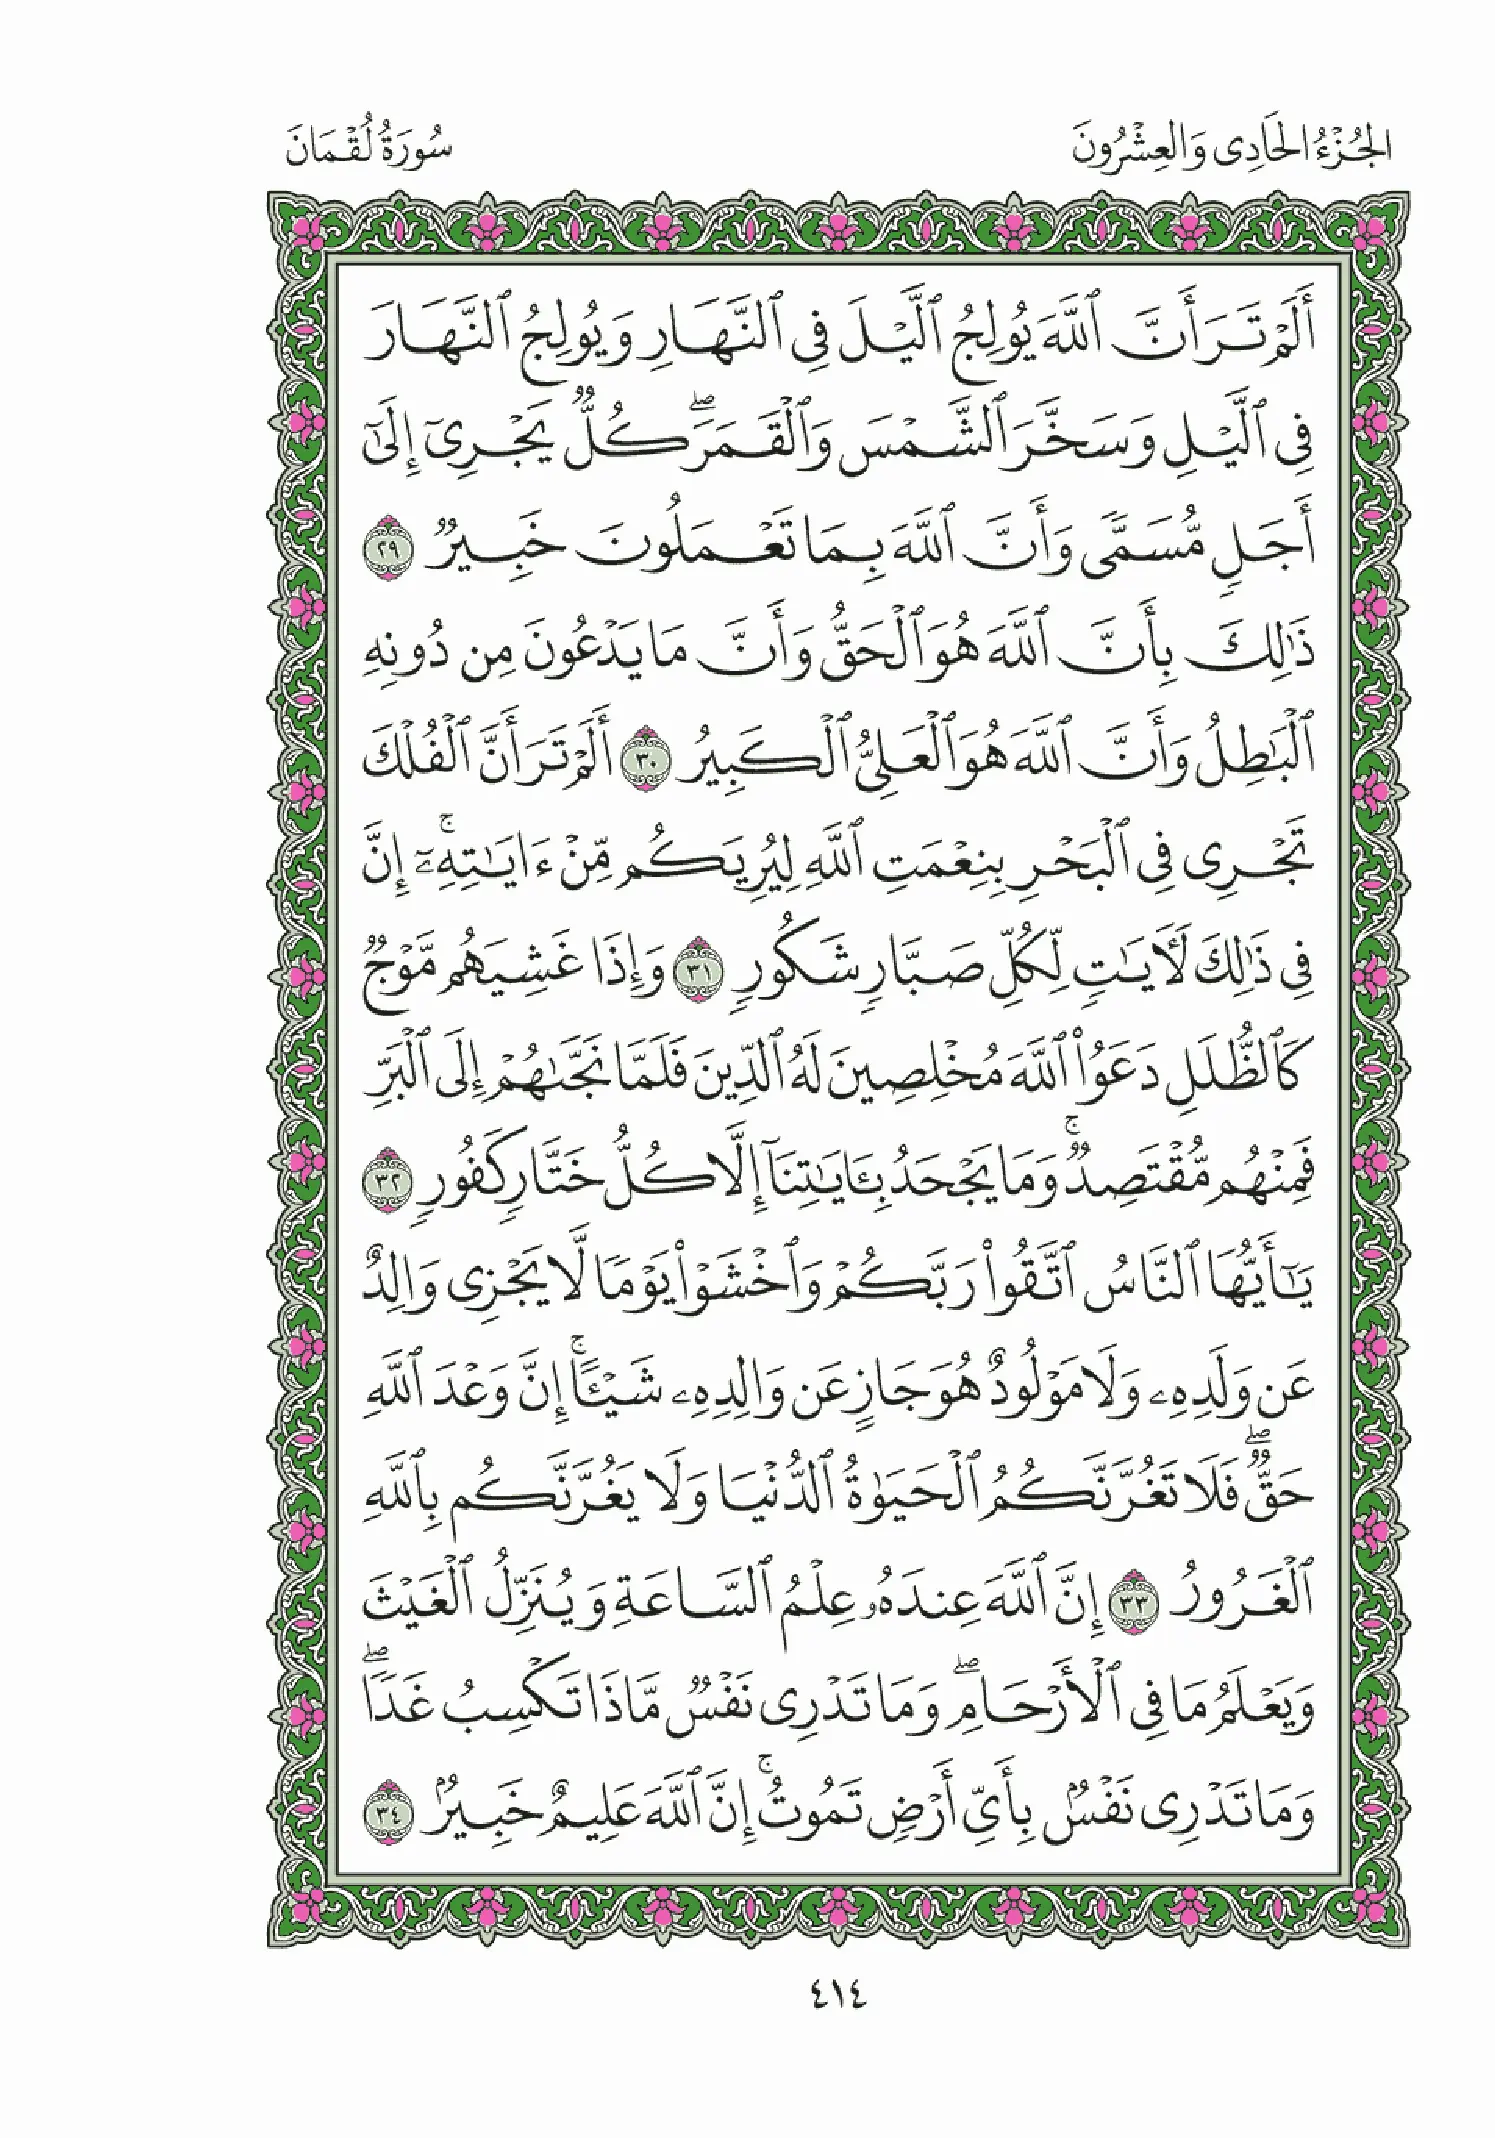 الجُزْءُ الحَادِى وَالعِشْرُونَ
سُورَةُ لُقْمَانَ
أَلَمْ تَرَ أَنَّ ٱللَّهَ يُولِجُ ٱلَّيْلَ فِى ٱلنَّهَارِ وَيُولِجُ ٱلنَّهَارَ
فِى ٱلَّيْلِ وَسَخَّرَ ٱلشَّمْسَ وَٱلْقَمَرَۖ كُلٌّ يَجْرِىٓ إِلَىٰٓ
أَجَلٍ مُّسَمًّى وَأَنَّ ٱللَّهَ بِمَا تَعْمَلُونَ خَبِيرٌ ٢٩
ذَٰلِكَ بِأَنَّ ٱللَّهَ هُوَ ٱلْحَقُّ وَأَنَّ مَا يَدْعُونَ مِن دُونِهِ
ٱلْبَٰطِلُ وَأَنَّ ٱللَّهَ هُوَ ٱلْعَلِىُّ ٱلْكَبِيرُ ٣٠ أَلَمْ تَرَ أَنَّ ٱلْفُلْكَ
تَجْرِى فِى ٱلْبَحْرِ بِنِعْمَتِ ٱللَّهِ لِيُرِيَكُم مِّنْ ءَايَٰتِهِۦٓۚ إِنَّ
فِى ذَٰلِكَ لَءَايَٰتٍ لِّكُلِّ صَبَّارٍ شَكُورٍ ٣١ وَإِذَا غَشِيَهُم مَّوْجٌ
كَٱلظُّلَلِ دَعَوُا۟ ٱللَّهَ مُخْلِصِينَ لَهُ ٱلدِّينَ فَلَمَّا نَجَّىٰهُمْ إِلَى ٱلْبَرِّ
فَمِنْهُم مُّقْتَصِدٌۚ وَمَا يَجْحَدُ بِـَٔايَٰتِنَآ إِلَّا كُلُّ خَتَّارٍ كَفُورٍ ٣٢
يَٰٓأَيُّهَا ٱلنَّاسُ ٱتَّقُوا۟ رَبَّكُمْ وَٱخْشَوْا۟ يَوْمًا لَّا يَجْزِى وَالِدٌ
عَن وَلَدِهِۦ وَلَا مَوْلُودٌ هُوَ جَازٍ عَن وَالِدِهِۦ شَيْـًٔاۚ إِنَّ وَعْدَ ٱللَّهِ
حَقٌّۖ فَلَا تَغُرَّنَّكُمُ ٱلْحَيَوٰةُ ٱلدُّنْيَا وَلَا يَغُرَّنَّكُم بِٱللَّهِ
ٱلْغَرُورُ ٣٣ إِنَّ ٱللَّهَ عِندَهُۥ عِلْمُ ٱلسَّاعَةِ وَيُنَزِّلُ ٱلْغَيْثَ
وَيَعْلَمُ مَا فِى ٱلْأَرْحَامِۖ وَمَا تَدْرِى نَفْسٌ مَّاذَا تَكْسِبُ غَدًاۖ
وَمَا تَدْرِى نَفْسٌۢ بِأَىِّ أَرْضٍ تَمُوتُۚ إِنَّ ٱللَّهَ عَلِيمٌ خَبِيرٌۢ ٣٤
٤١٤